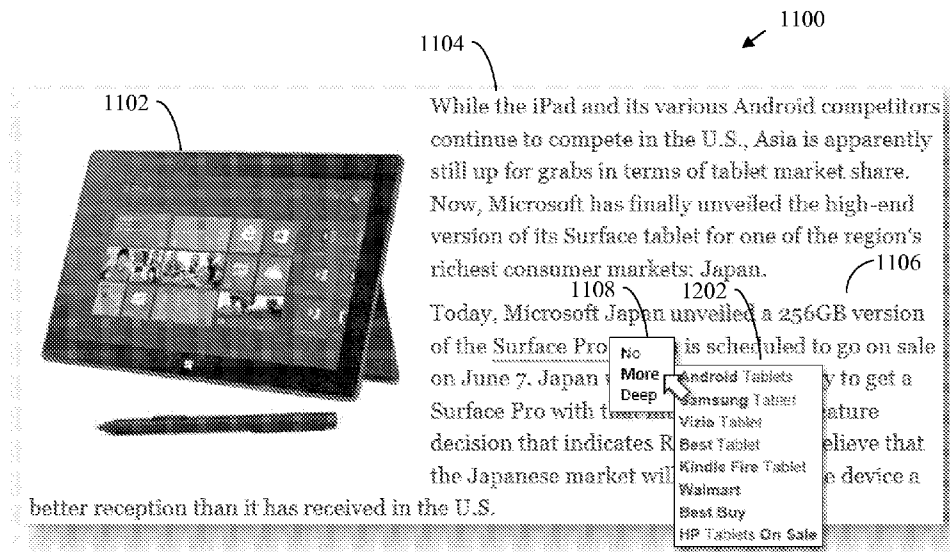 1100
1104
1102
While the iPad and its various Android competitors
continue to compete in the U.S., Asia is apparently
still up for grabs in terms of tablet market share.
Now, Microsoft has finally unveiled the high-end
version of its Surface tablet for one of the region's
richest consumer markets: Japan.
1106
1108
1202
Today, Microsoft Japan unveiled a 256GB version
of the Surface Pro is scheduled to go on sale
on June 7. Japan y to get a
Surface Pro with ature
decision that indicates R elieve that
the Japanese market wil e device a
better reception than it has received in the U.S.
No
More
Deep
Android Tablets
Samsung Tablet
Vizio Tablet
Best Tablet
Kindle Fire Tablet
Walmart
Best Buy
HP Tablets On Sale